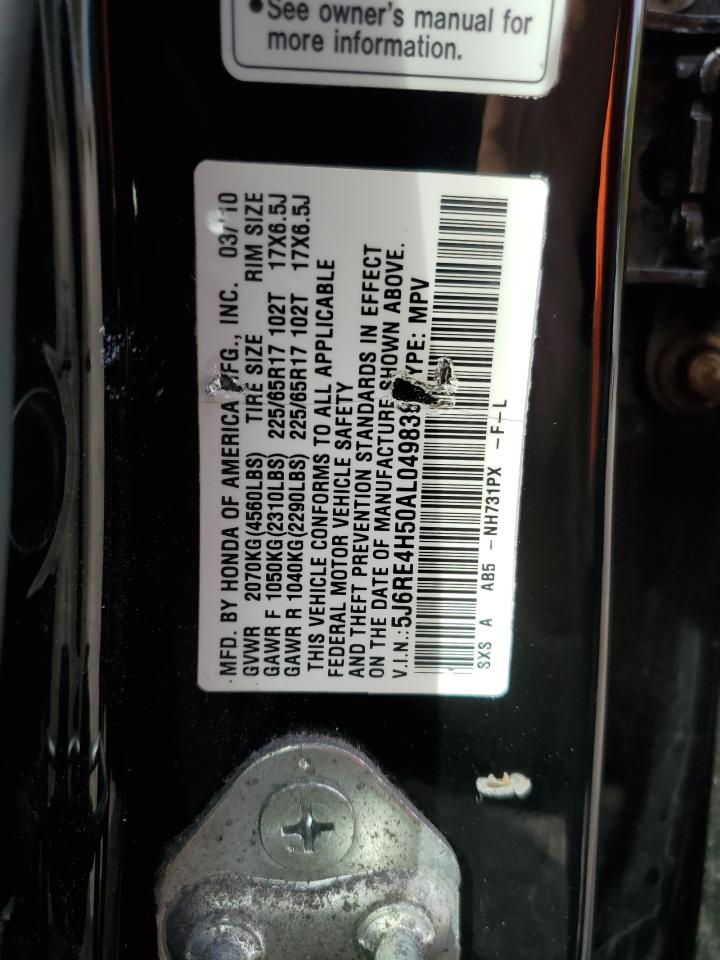 See owner's manual for
more information.
MFD. BY HONDA OF AMERICA MFG., INC. 03/10
GVWR 2070KG(4560LBS) TIRE SIZE RIM SIZE
GAWR F 1050KG(2310LBS) 225/65R17 102T 17X6.5J
GAWR R 1040KG(2290LBS) 225/65R17 102T 17X6.5J
THIS VEHICLE CONFORMS TO ALL APPLICABLE
FEDERAL MOTOR VEHICLE SAFETY
AND THEFT PREVENTION STANDARDS IN EFFECT
ON THE DATE OF MANUFACTURE SHOWN ABOVE.
V.I.N.:5J6RE4H50AL049838 TYPE: MPV
SXS A AB5 -NH731PX -F-L